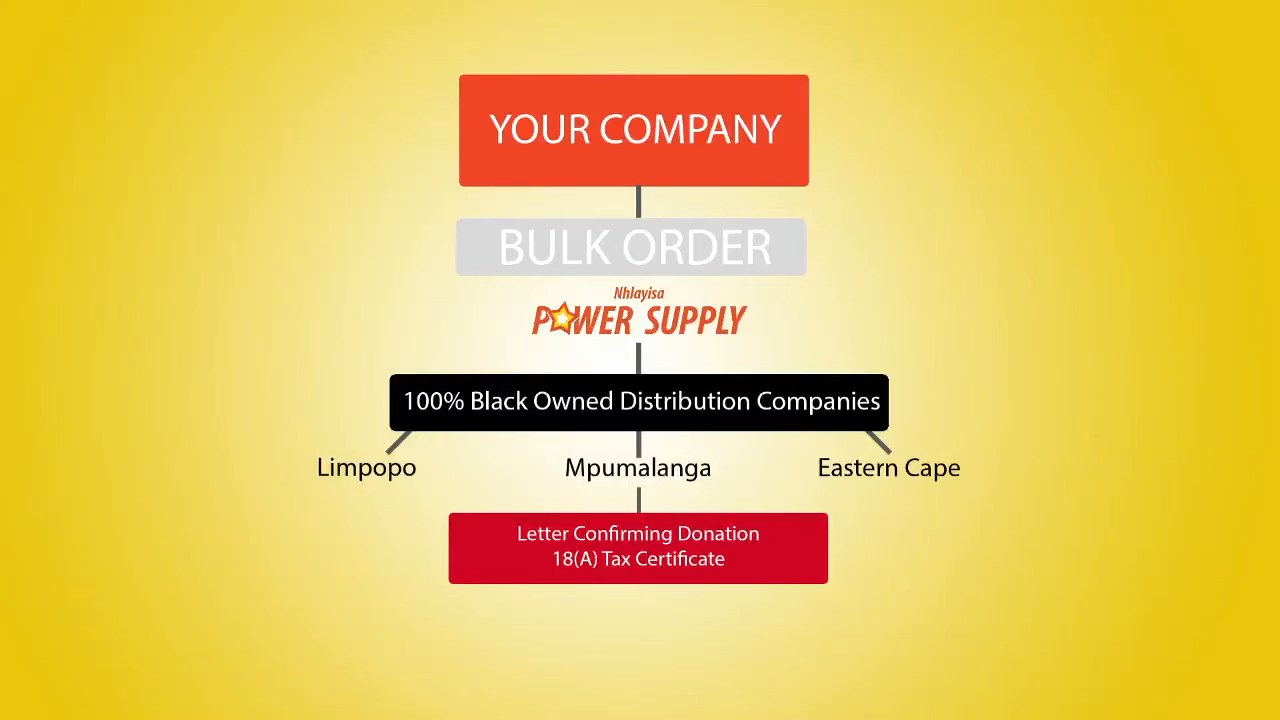 YOUR COMPANY
BULK ORDER
Nhlayisa
POWER SUPPLY
100% Black Owned Distribution Companies
Limpopo
Mpumalanga
Eastern Cape
Letter Confirming Donation
18(A) Tax Certificate